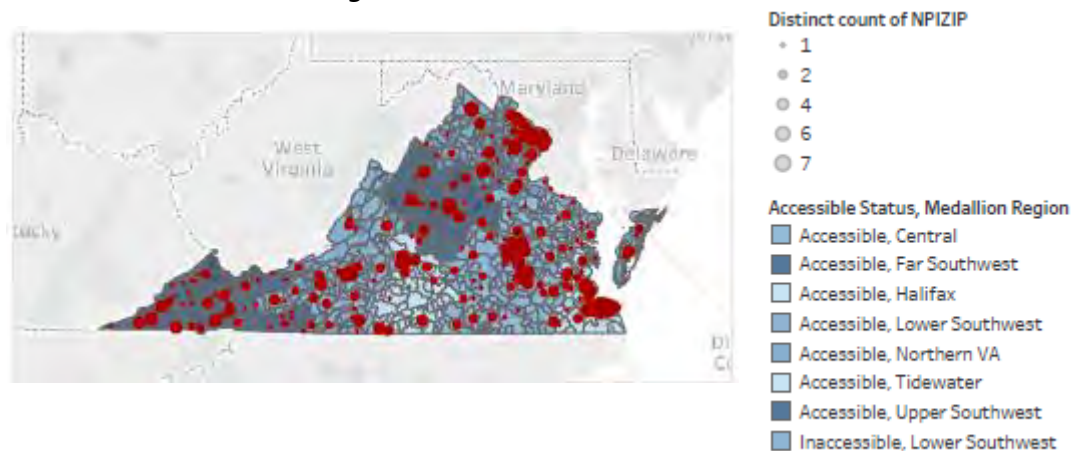 Distinct count of NPIZIP
1
2
4
6
7
Maryland
West
Virginia
Delaware
Accessible Status, Medallion Region
Accessible, Central
Accessible, Far Southwest
Accessible, Halifax
Accessible, Lower Southwest
Accessible, Northern VA
Accessible, Tidewater
Accessible, Upper Southwest
Inaccessible, Lower Southwest